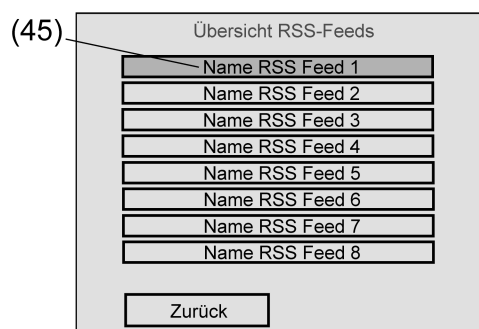 (45)
Übersicht RSS-Feeds
Name RSS Feed 1
Name RSS Feed 2
Name RSS Feed 3
Name RSS Feed 4
Name RSS Feed 5
Name RSS Feed 6
Name RSS Feed 7
Name RSS Feed 8
Zurück